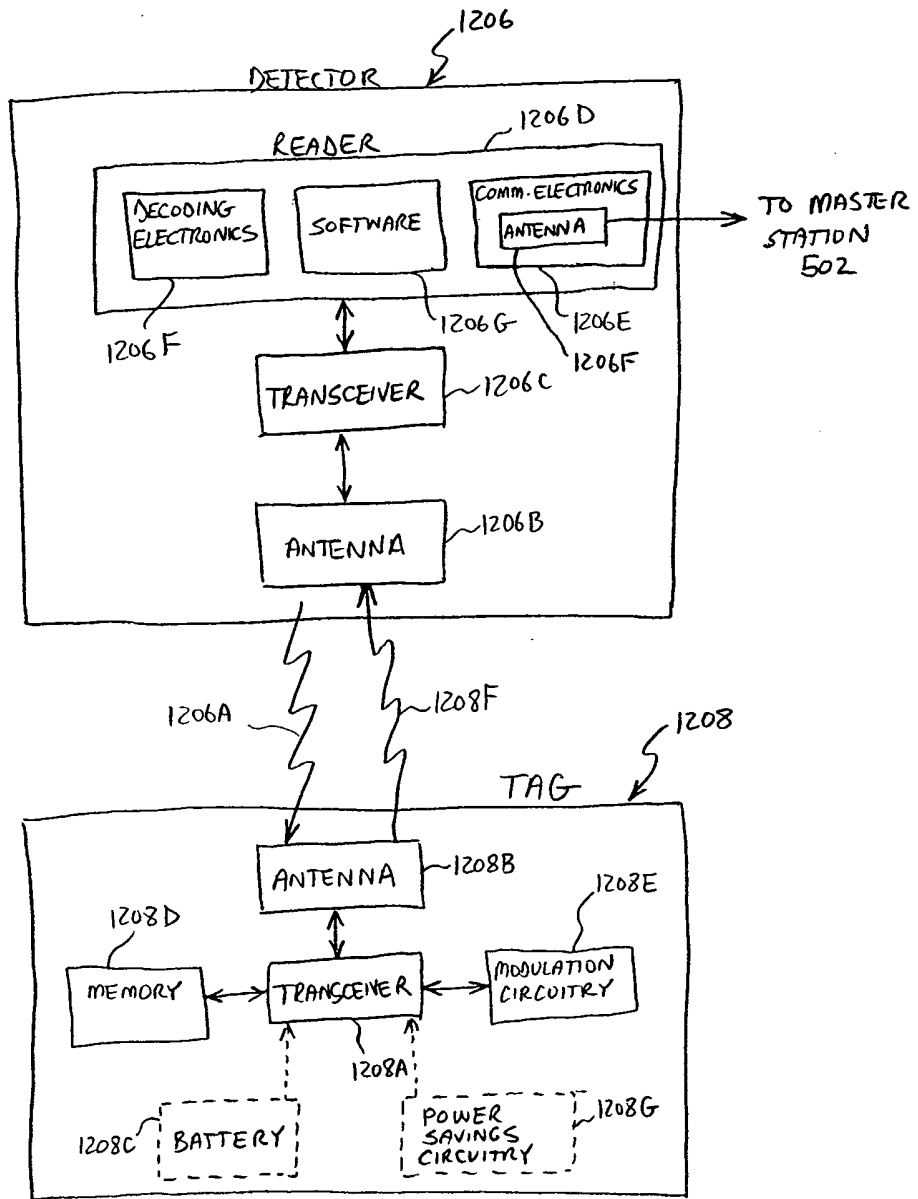 1206
DETECTOR
1206D
READER
DECODING
ELECTRONICS
SOFTWARE
COMM. ELECTRONICS
ANTENNA
TO MASTER
STATION
502
1206F
1206G
1206E
1206F
TRANSCEIVER
1206C
ANTENNA
1206B
1206A
1208F
1208
TAG
ANTENNA
1208B
1208D
1208E
MEMORY
TRANSCEIVER
MODULATION
CIRCUITRY
1208A
1208C
BATTERY
POWER
SAVINGS
CIRCUITRY
1208G